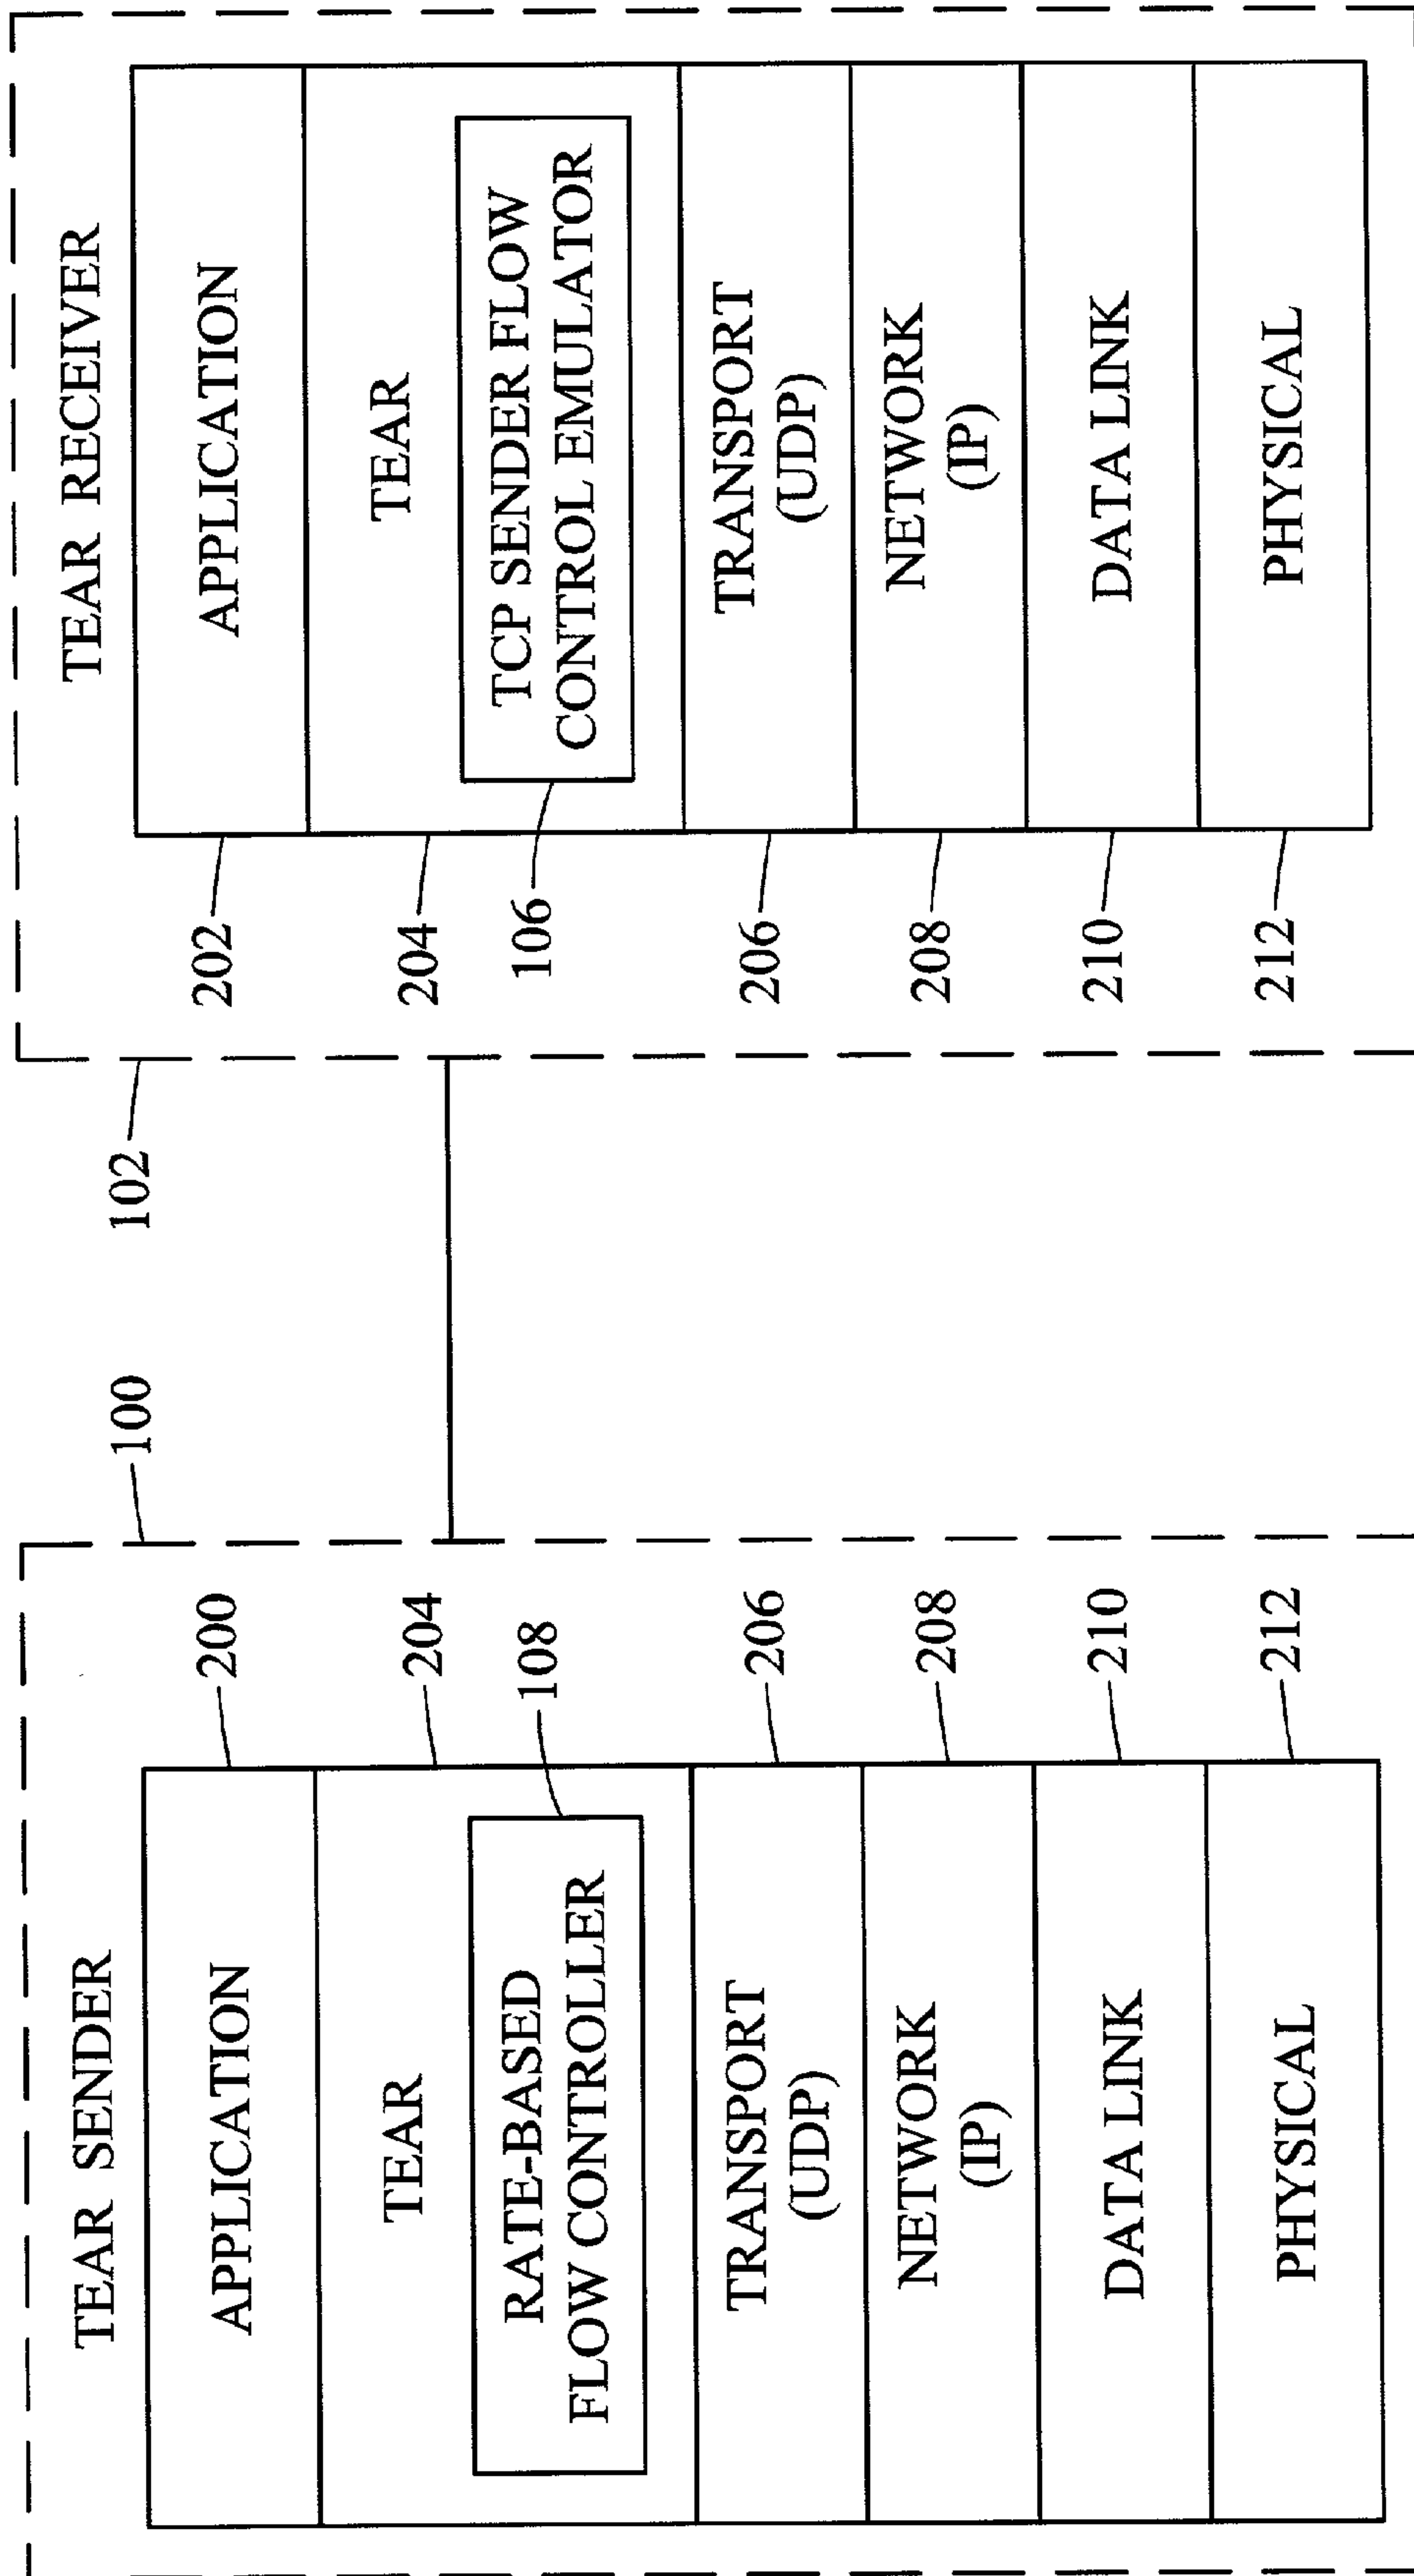 TEAR SENDER
100
APPLICATION
200
TEAR
204
RATE-BASED
FLOW CONTROLLER
108
TRANSPORT
(UDP)
206
NETWORK
(IP)
208
DATA LINK
210
PHYSICAL
212
TEAR RECEIVER
102
202
APPLICATION
204
TEAR
106
TCP SENDER FLOW
CONTROL EMULATOR
206
TRANSPORT
(UDP)
208
NETWORK
(IP)
210
DATA LINK
212
PHYSICAL